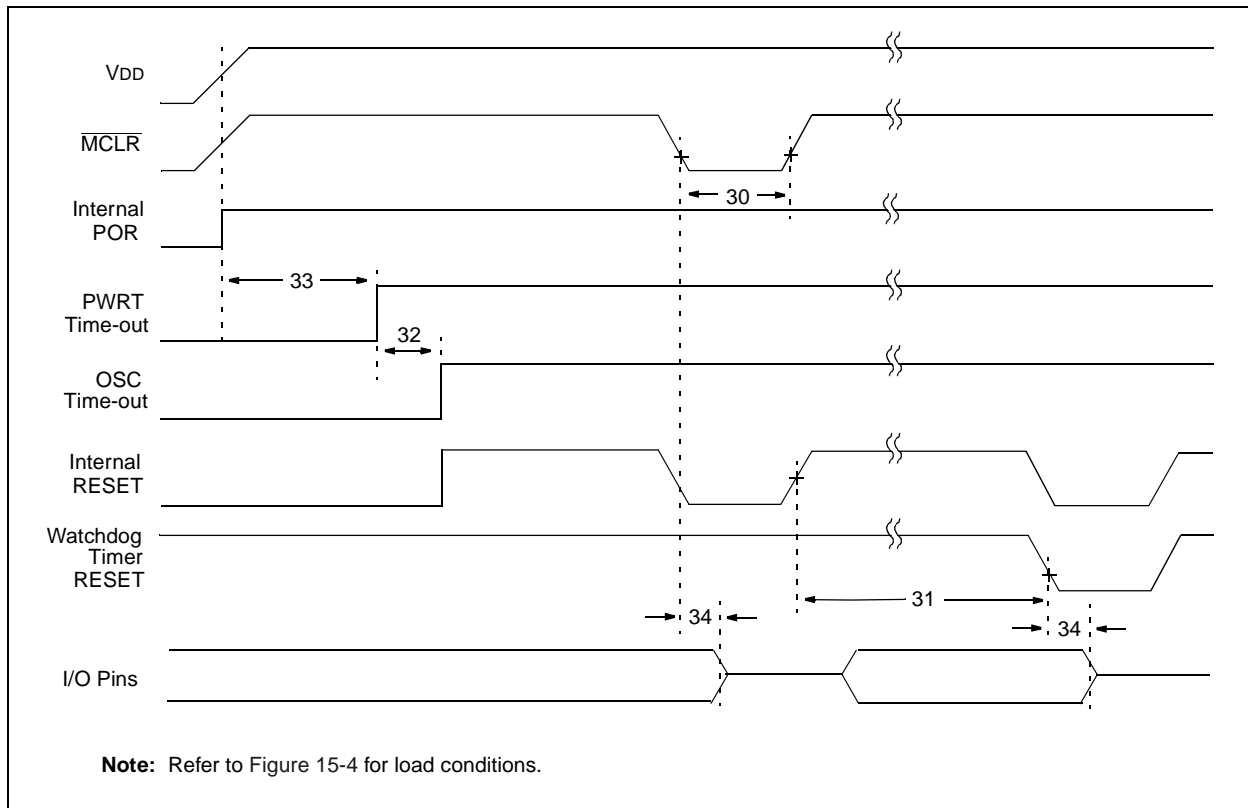 VDD
MCLR
30
Internal
POR
33
PWRT
Time-out
32
OSC
Time-out
Internal
RESET
Watchdog
Timer
RESET
31
34
34
I/O Pins
Note: Refer to Figure 15-4 for load conditions.